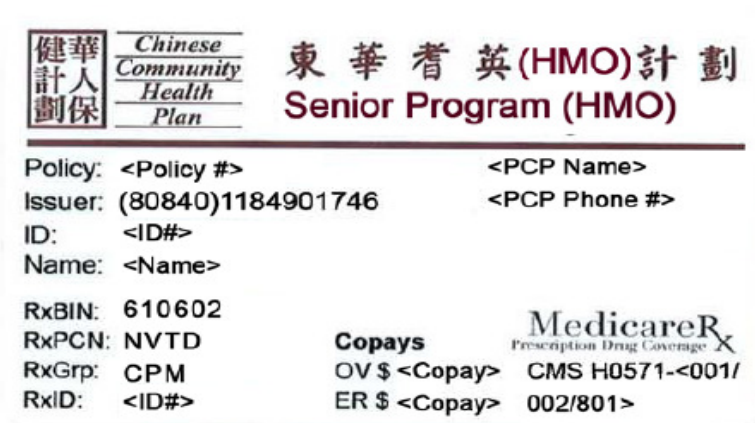 健華
計人
劃保
Chinese
Community
Health
Plan
東華耆英(HMO)計劃
Senior Program (HMO)
Policy: <Policy #>
<PCP Name>
Issuer: (80840)1184901746
<PCP Phone #>
ID: <ID#>
Name: <Name>
RxBIN: 610602
RxPCN: NVTD
RxGrp: CPM
RxID: <ID#>
Copays
OV $ <Copay>
ER $ <Copay>
MedicareRx
Prescription Drug Coverage
CMS H0571-<001/
002/801>